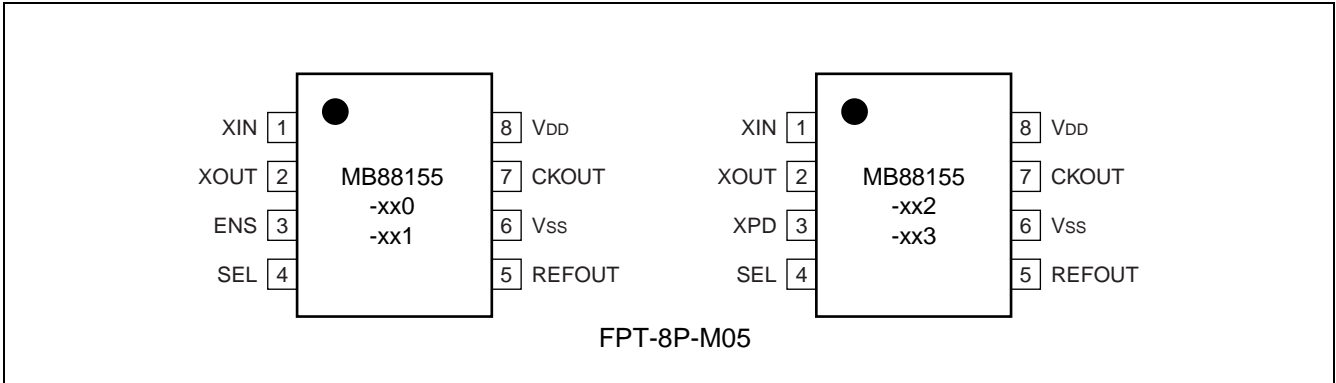 XIN 1 8 VDD XIN 1 8 VDD
XOUT 2 MB88155 7 CKOUT XOUT 2 MB88155 7 CKOUT
-xx0 -xx2
ENS 3 -xx1 6 Vss XPD 3 -xx3 6 Vss
SEL 4 5 REFOUT SEL 4 5 REFOUT
FPT-8P-M05